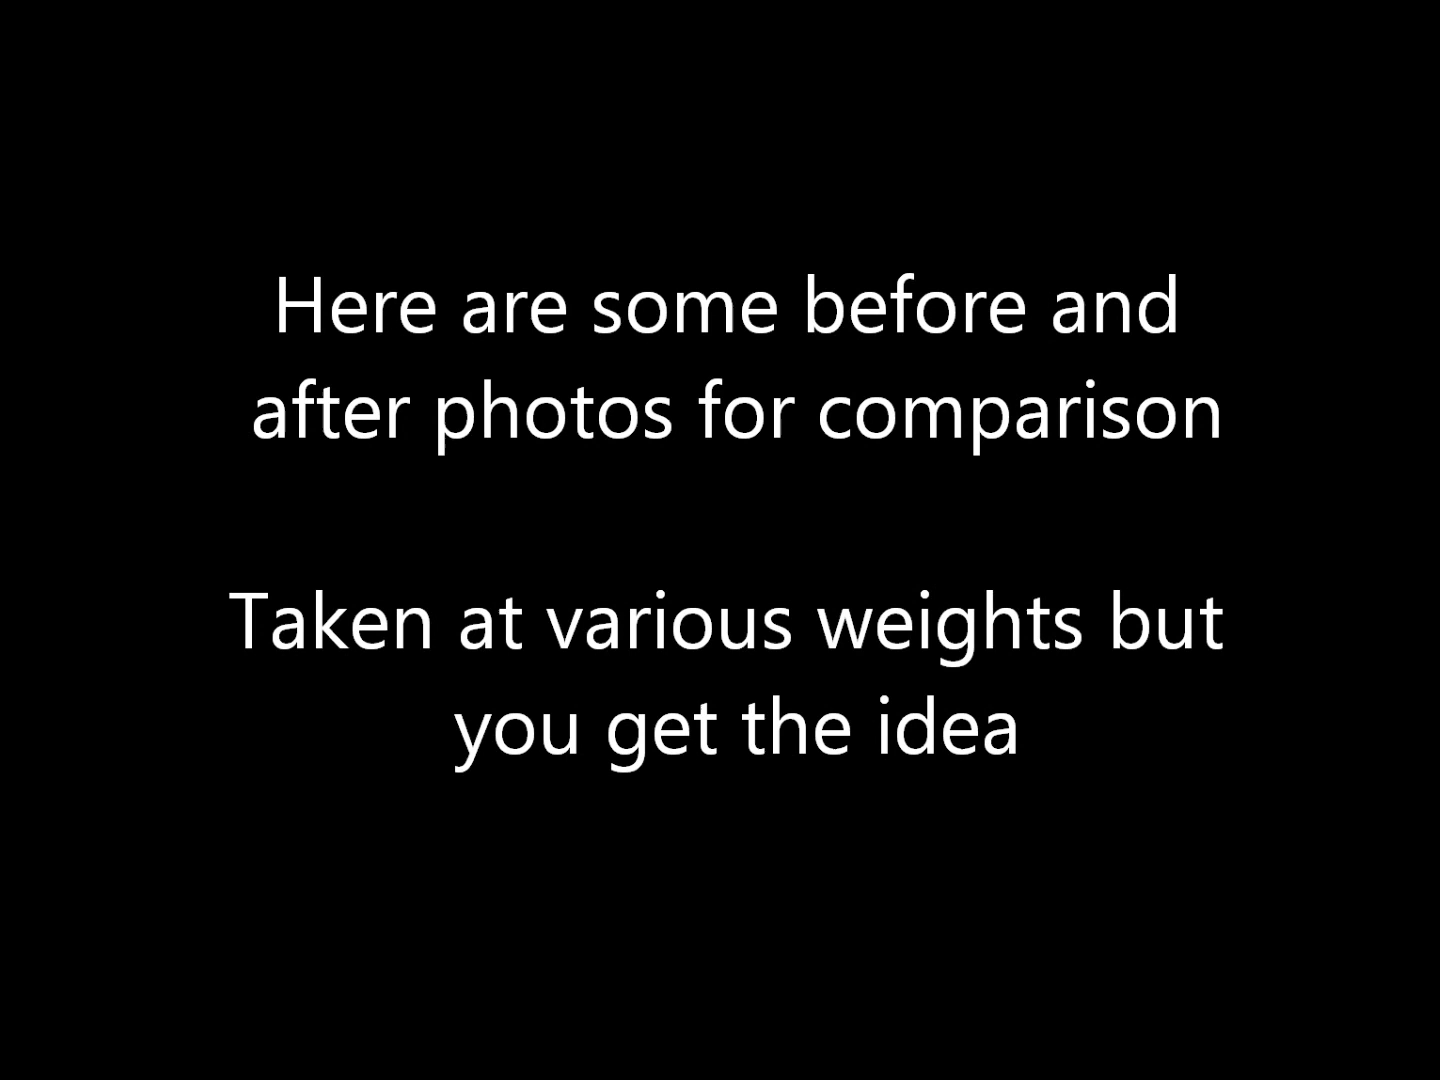 Here are some before and
after photos for comparison
Taken at various weights but
you get the idea